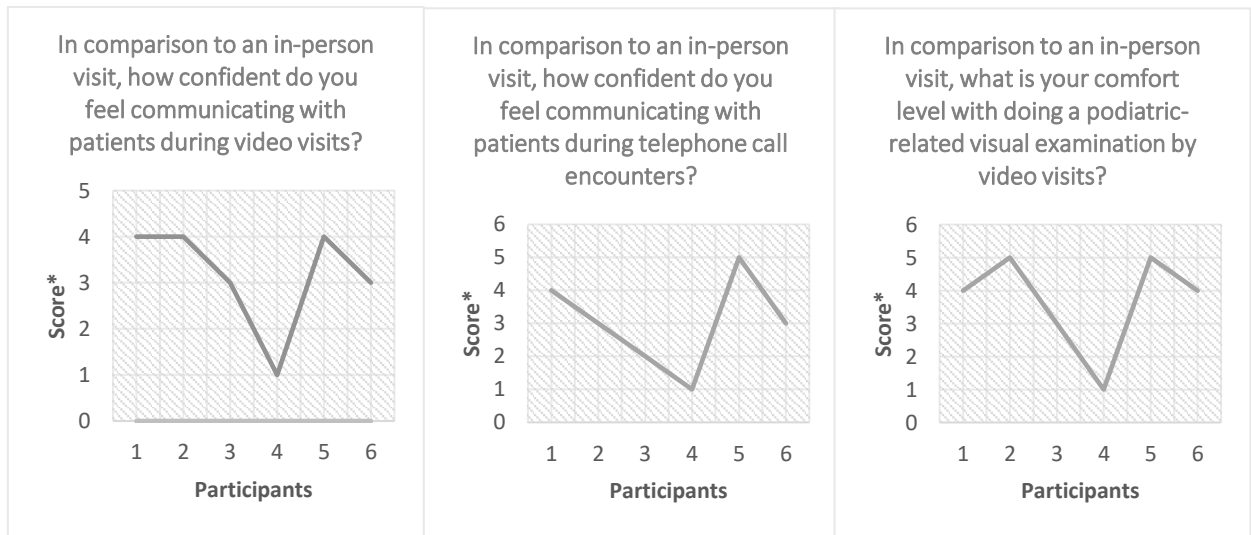 In comparison to an in-person
visit, how confident do you
feel communicating with
patients during video visits?
5
4
3
2
1
0
Score*
1 2 3 4 5 6
Participants
In comparison to an in-person
visit, how confident do you
feel communicating with
patients during telephone call
encounters?
6
5
4
3
2
1
0
Score*
1 2 3 4 5 6
Participants
In comparison to an in-person
visit, what is your comfort
level with doing a podiatric-
related visual examination by
video visits?
6
5
4
3
2
1
0
Score*
1 2 3 4 5 6
Participants